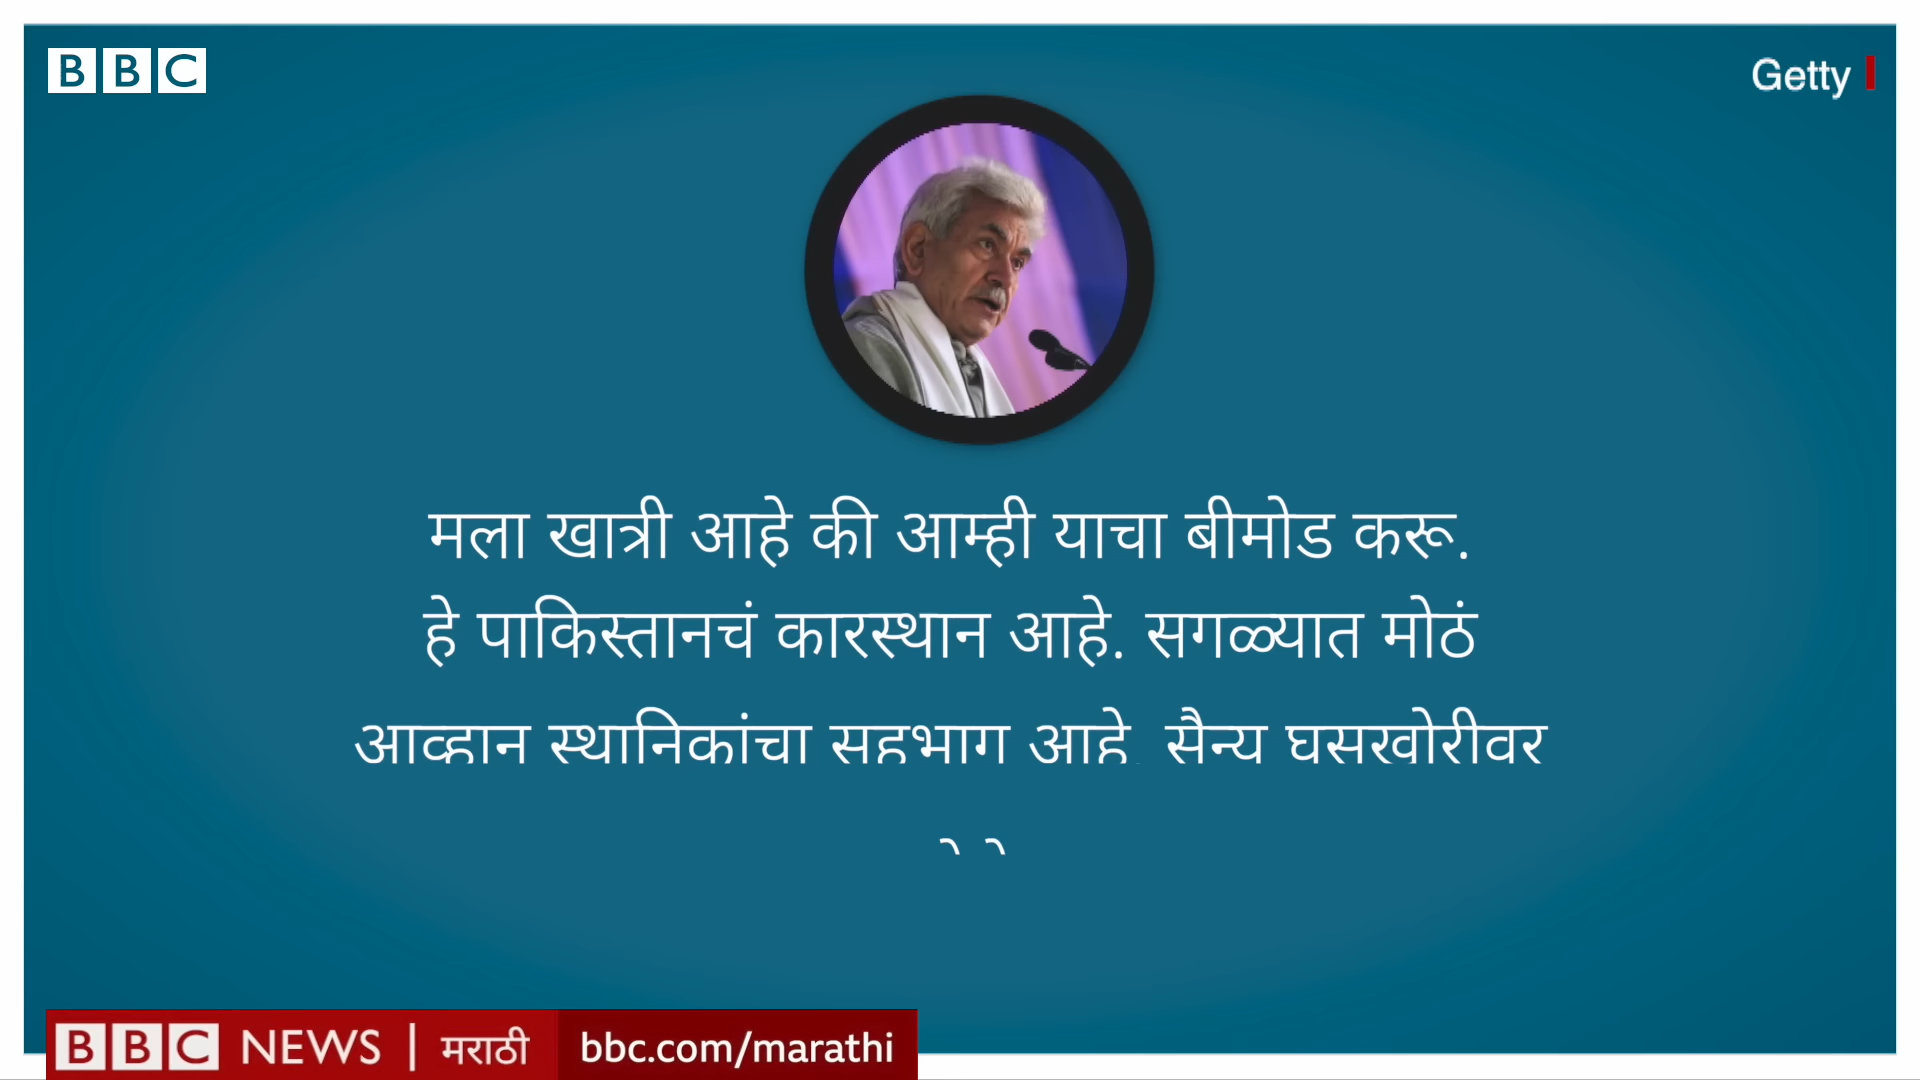 BBC
Getty
मला खात्री आहे की आम्ही याचा बीमोड करू.
हे पाकिस्तानचं कारस्थान आहे. सगळ्यात मोठं
आव्हान स्थानिकांचा सहभाग आहे. सैन्य घुसखोरीवर
BBC NEWS | मराठी bbc.com/marathi